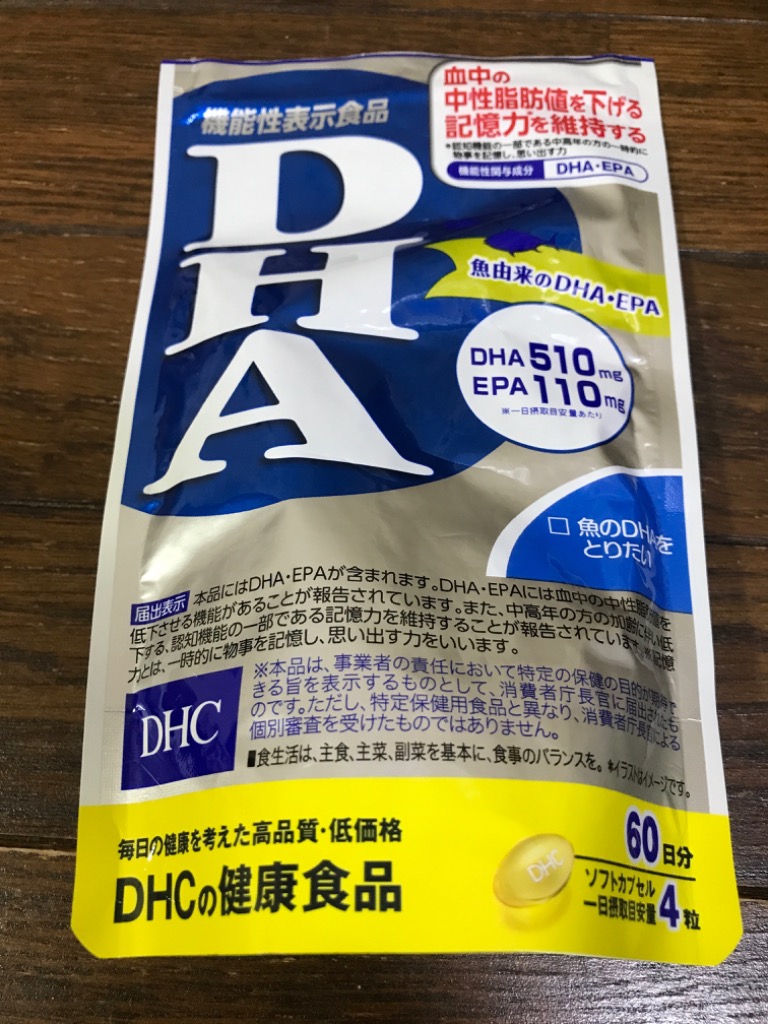 機能性表示食品
血中の
中性脂肪値を下げる
記憶力*を維持する
*認知機能の一部である中高年の方の一時的に
物事を記憶し、思い出す力
機能性関与成分 DHA・EPA
DHA
魚由来のDHA・EPA
DHA 510mg
EPA 110mg
※一日摂取目安量あたり
□ 魚のDHAを
とりたい
届出表示 本品にはDHA・EPAが含まれます。DHA・EPAには血中の中性脂肪値を
低下させる機能があることが報告されています。また、中高年の方の加齢に伴い低
下する、認知機能の一部である記憶力を維持することが報告されています。※記憶
力とは、一時的に物事を記憶し、思い出す力をいいます。
DHC
※本品は、事業者の責任において特定の保健の目的が期待で
きる旨を表示するものとして、消費者庁長官に届出されたも
のです。ただし、特定保健用食品と異なり、消費者庁長官による
個別審査を受けたものではありません。
■食生活は、主食、主菜、副菜を基本に、食事のバランスを。 *イラストはイメージです。
毎日の健康を考えた高品質・低価格
DHCの健康食品
DHC
60日分
ソフトカプセル
一日摂取目安量4粒